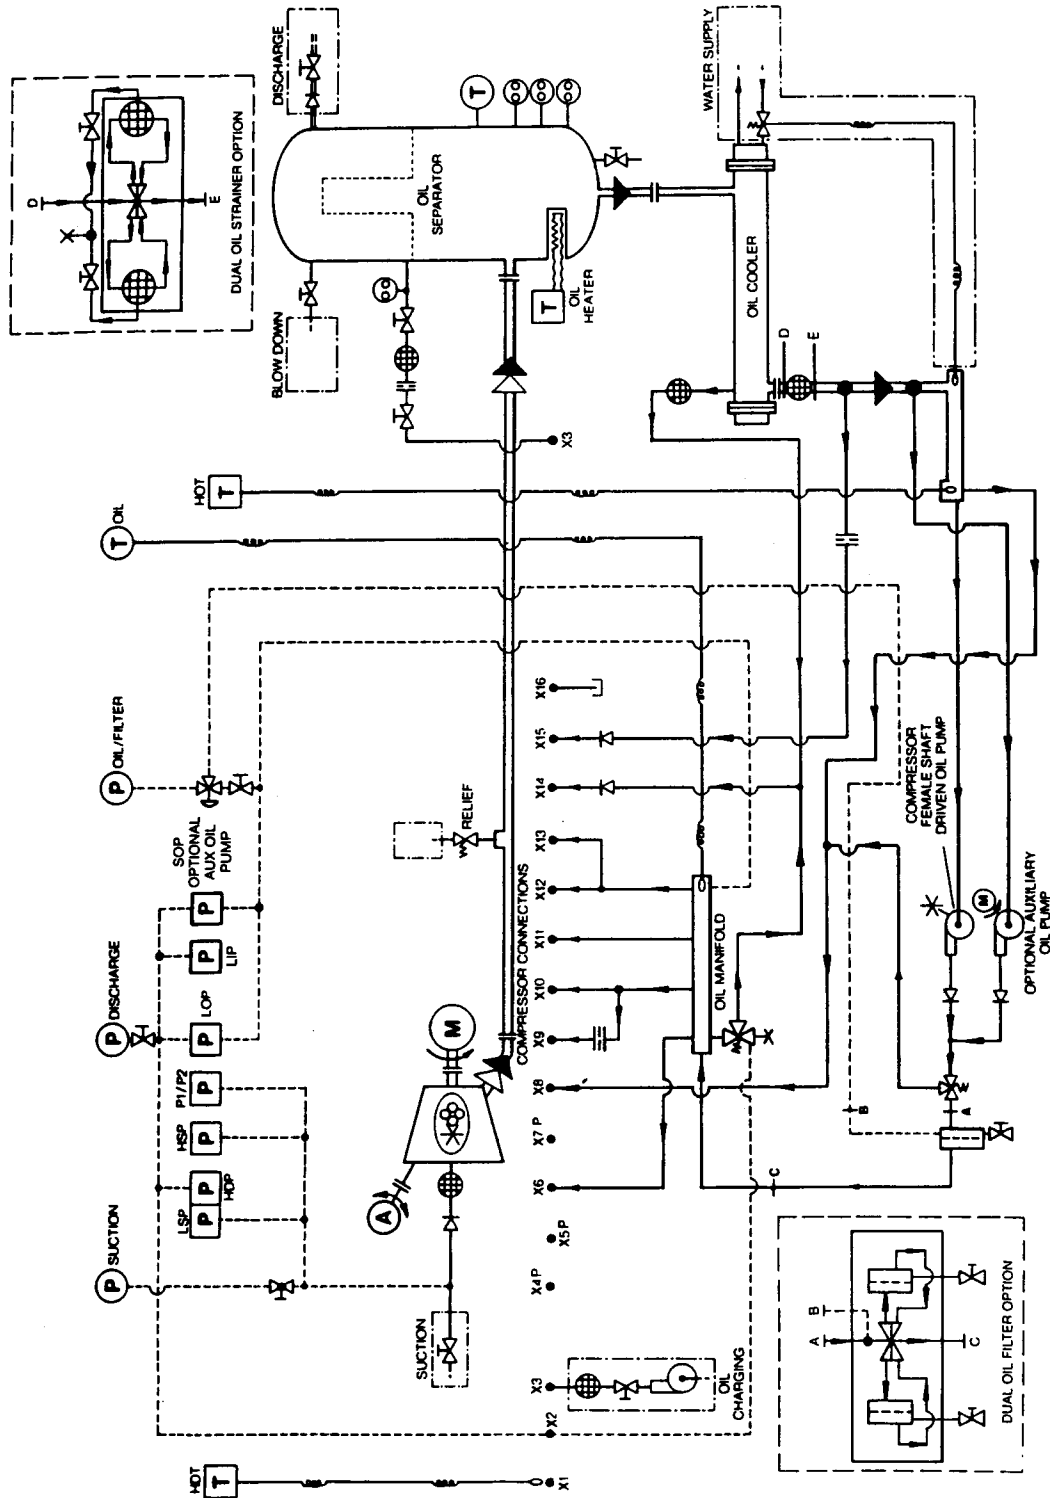 HDT
T
X1
X2
X3
OIL
CHARGING
SUCTION
P
SUCTION
LSP
P
HDP
P
HSP
P
P1/P2
P
P
DISCHARGE
LOP
P
LIP
P
SOP
OPTIONAL
AUX OIL
PUMP
P
P
OIL/FILTER
T
OIL
HOT
T
A
M
RELIEF
COMPRESSOR CONNECTIONS
X4 P
X5 P
X6
X7 P
X8
X9
X10
X11
X12
X13
X14
X15
X16
X3
BLOW DOWN
DISCHARGE
OIL
SEPARATOR
T
T
OIL
HEATER
OIL COOLER
WATER SUPPLY
D
E
DUAL OIL STRAINER OPTION
D
E
OIL MANIFOLD
COMPRESSOR
FEMALE SHAFT
DRIVEN OIL PUMP
M
OPTIONAL AUXILIARY
OIL PUMP
B
A
C
DUAL OIL FILTER OPTION
A
B
C